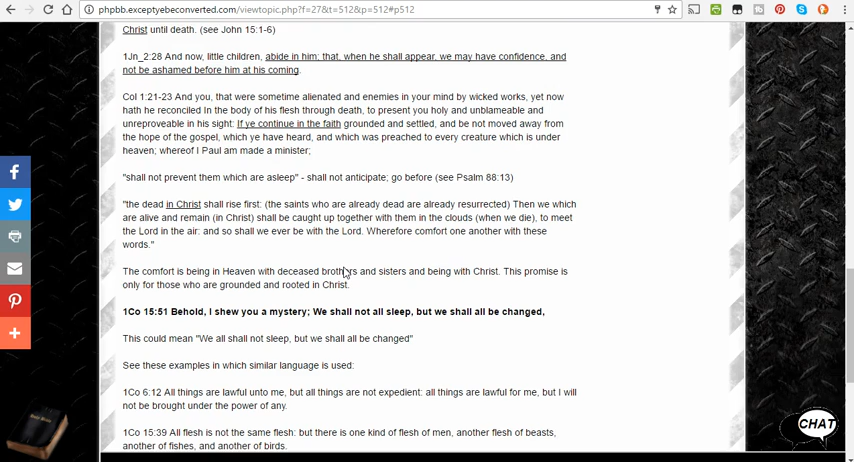 phpbb.exceptyebeconverted.com/viewtopic.php?f=27&t=512&p=512#p512
Christ until death. (see John 15:1-6)
1Jn_2:28 And now, little children, abide in him; that, when he shall appear, we may have confidence, and
not be ashamed before him at his coming.
Col 1:21-23 And you, that were sometime alienated and enemies in your mind by wicked works, yet now
hath he reconciled In the body of his flesh through death, to present you holy and unblameable and
unreproveable in his sight: If ye continue in the faith grounded and settled, and be not moved away from
the hope of the gospel, which ye have heard, and which was preached to every creature which is under
heaven; whereof I Paul am made a minister;
"shall not prevent them which are asleep" - shall not anticipate; go before (see Psalm 88:13)
"the dead in Christ shall rise first: (the saints who are already dead are already resurrected) Then we which
are alive and remain (in Christ) shall be caught up together with them in the clouds (when we die), to meet
the Lord in the air: and so shall we ever be with the Lord. Wherefore comfort one another with these
words."
The comfort is being in Heaven with deceased brothers and sisters and being with Christ. This promise is
only for those who are grounded and rooted in Christ.
1Co 15:51 Behold, I shew you a mystery; We shall not all sleep, but we shall all be changed,
This could mean "We all shall not sleep, but we shall all be changed"
See these examples in which similar language is used:
1Co 6:12 All things are lawful unto me, but all things are not expedient: all things are lawful for me, but I will
not be brought under the power of any.
1Co 15:39 All flesh is not the same flesh: but there is one kind of flesh of men, another flesh of beasts,
another of fishes, and another of birds.
CHAT